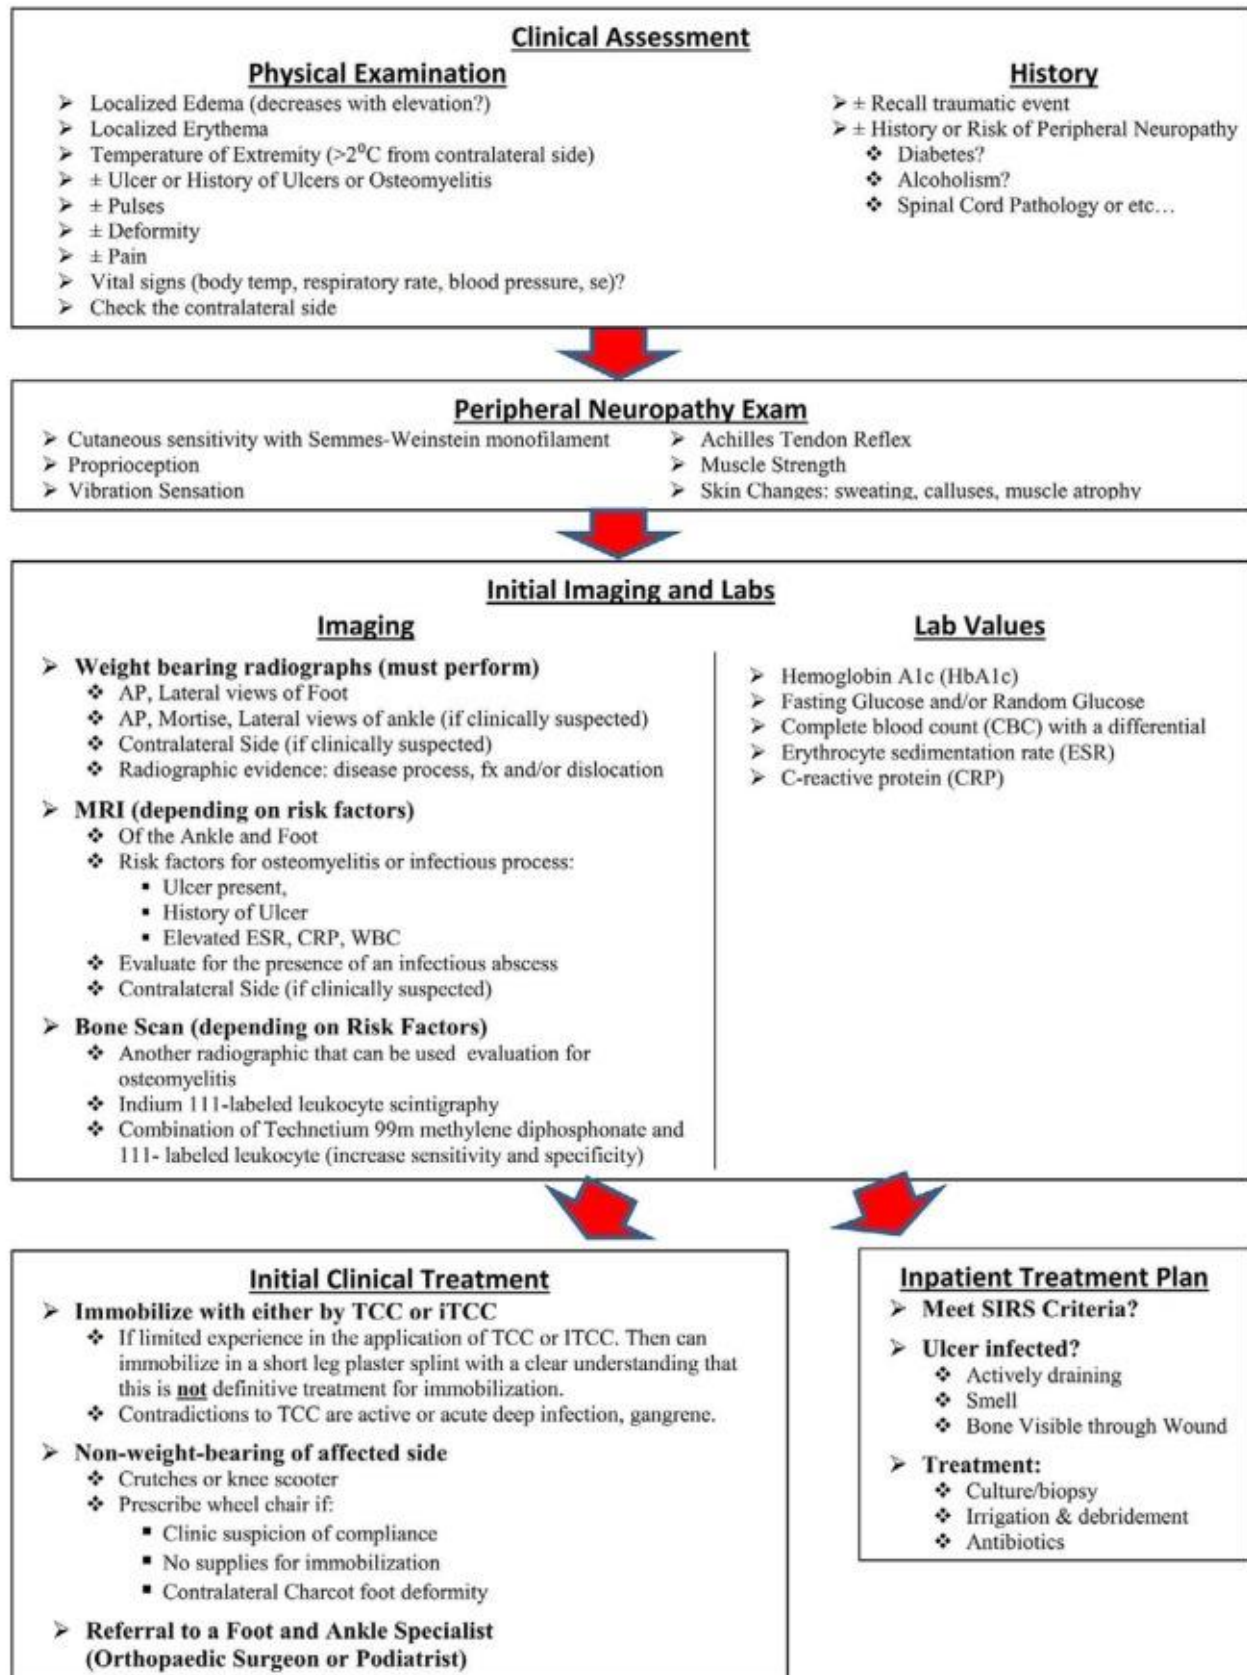 Clinical Assessment
Physical Examination
➢ Localized Edema (decreases with elevation?)
➢ Localized Erythema
➢ Temperature of Extremity (>2⁰C from contralateral side)
➢ ± Ulcer or History of Ulcers or Osteomyelitis
➢ ± Pulses
➢ ± Deformity
➢ ± Pain
➢ Vital signs (body temp, respiratory rate, blood pressure, se)?
➢ Check the contralateral side
History
➢ ± Recall traumatic event
➢ ± History or Risk of Peripheral Neuropathy
❖ Diabetes?
❖ Alcoholism?
❖ Spinal Cord Pathology or etc…
Peripheral Neuropathy Exam
➢ Cutaneous sensitivity with Semmes-Weinstein monofilament
➢ Proprioception
➢ Vibration Sensation
➢ Achilles Tendon Reflex
➢ Muscle Strength
➢ Skin Changes: sweating, calluses, muscle atrophy
Initial Imaging and Labs
Imaging
➢ Weight bearing radiographs (must perform)
❖ AP, Lateral views of Foot
❖ AP, Mortise, Lateral views of ankle (if clinically suspected)
❖ Contralateral Side (if clinically suspected)
❖ Radiographic evidence: disease process, fx and/or dislocation
➢ MRI (depending on risk factors)
❖ Of the Ankle and Foot
❖ Risk factors for osteomyelitis or infectious process:
▪ Ulcer present,
▪ History of Ulcer
▪ Elevated ESR, CRP, WBC
❖ Evaluate for the presence of an infectious abscess
❖ Contralateral Side (if clinically suspected)
➢ Bone Scan (depending on Risk Factors)
❖ Another radiographic that can be used evaluation for
osteomyelitis
❖ Indium 111-labeled leukocyte scintigraphy
❖ Combination of Technetium 99m methylene diphosphonate and
111- labeled leukocyte (increase sensitivity and specificity)
Lab Values
➢ Hemoglobin A1c (HbA1c)
➢ Fasting Glucose and/or Random Glucose
➢ Complete blood count (CBC) with a differential
➢ Erythrocyte sedimentation rate (ESR)
➢ C-reactive protein (CRP)
Initial Clinical Treatment
➢ Immobilize with either by TCC or iTCC
❖ If limited experience in the application of TCC or ITCC. Then can
immobilize in a short leg plaster splint with a clear understanding that
this is not definitive treatment for immobilization.
❖ Contradictions to TCC are active or acute deep infection, gangrene.
➢ Non-weight-bearing of affected side
❖ Crutches or knee scooter
❖ Prescribe wheel chair if:
▪ Clinic suspicion of compliance
▪ No supplies for immobilization
▪ Contralateral Charcot foot deformity
➢ Referral to a Foot and Ankle Specialist
(Orthopaedic Surgeon or Podiatrist)
Inpatient Treatment Plan
➢ Meet SIRS Criteria?
➢ Ulcer infected?
❖ Actively draining
❖ Smell
❖ Bone Visible through Wound
➢ Treatment:
❖ Culture/biopsy
❖ Irrigation & debridement
❖ Antibiotics